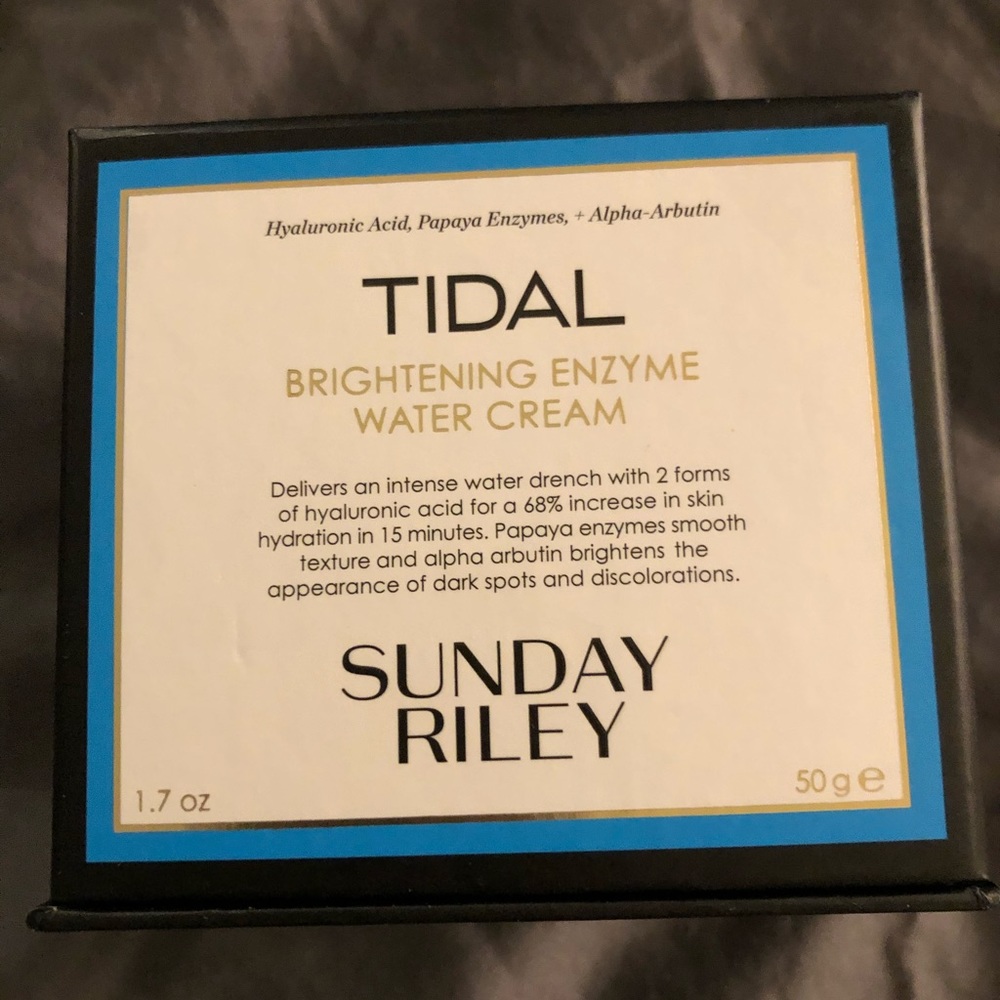 Hyaluronic Acid, Papaya Enzymes, + Alpha-Arbutin
TIDAL
BRIGHTENING ENZYME
WATER CREAM
Delivers an intense water drench with 2 forms
of hyaluronic acid for a 68% increase in skin
hydration in 15 minutes. Papaya enzymes smooth
texture and alpha arbutin brightens the
appearance of dark spots and discolorations.
SUNDAY
RILEY
1.7 oz
50 g ℮